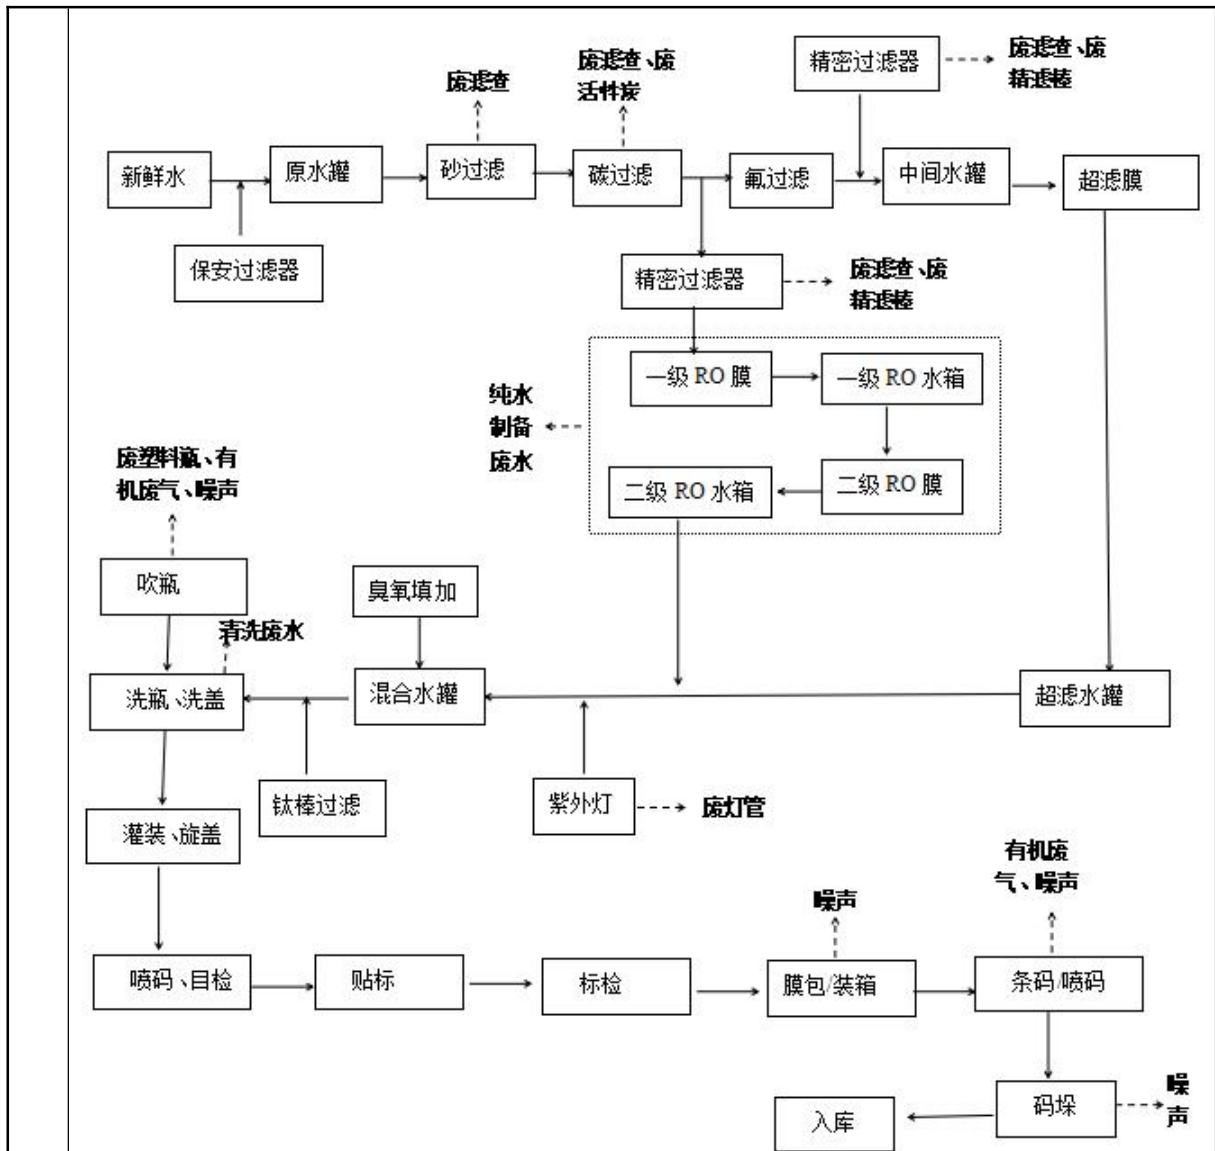 精密过滤器
废滤查、废
精滤棒
废滤查、废
活性炭
废滤查
新鲜水
原水罐
砂过滤
碳过滤
氟过滤
中间水罐
超滤膜
保安过滤器
精密过滤器
废滤查、废
精滤棒
一级 RO 膜
一级 RO 水箱
纯水
制备
废水
二级 RO 水箱
二级 RO 膜
废塑料瓶、有
机废气、噪声
吹瓶
臭氧填加
清洗废水
洗瓶、洗盖
混合水罐
超滤水罐
钛棒过滤
紫外灯
废灯管
灌装、旋盖
有机废
气、噪声
噪声
喷码、目检
贴标
标检
膜包/装箱
条码/喷码
码垛
噪
声
入库